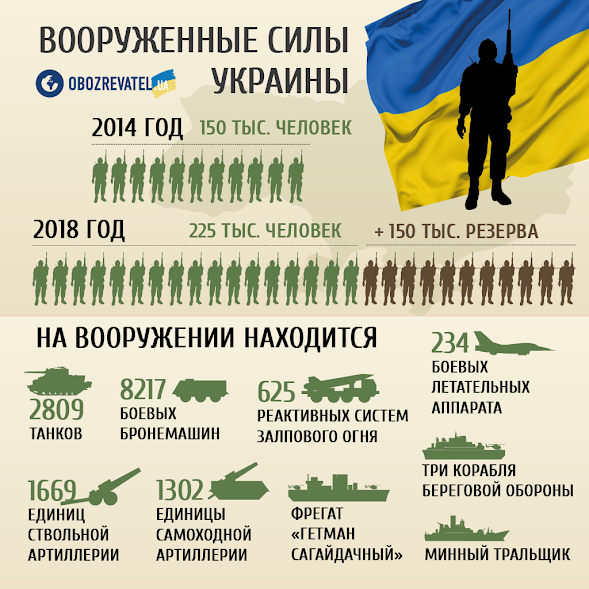 ВООРУЖЕННЫЕ СИЛЫ
УКРАИНЫ
OBOZREVATEL.UA
2014 ГОД 150 ТЫС. ЧЕЛОВЕК
2018 ГОД 225 ТЫС. ЧЕЛОВЕК + 150 ТЫС. РЕЗЕРВА
НА ВООРУЖЕНИИ НАХОДИТСЯ
2809
ТАНКОВ
8217
БОЕВЫХ
БРОНЕМАШИН
625
РЕАКТИВНЫХ СИСТЕМ
ЗАЛПОВОГО ОГНЯ
234
БОЕВЫХ
ЛЕТАТЕЛЬНЫХ
АППАРАТА
1669
ЕДИНИЦ
СТВОЛЬНОЙ
АРТИЛЛЕРИИ
1302
ЕДИНИЦЫ
САМОХОДНОЙ
АРТИЛЛЕРИИ
ФРЕГАТ
«ГЕТМАН
САГАЙДАЧНЫЙ»
ТРИ КОРАБЛЯ
БЕРЕГОВОЙ ОБОРОНЫ
МИННЫЙ ТРАЛЬЩИК